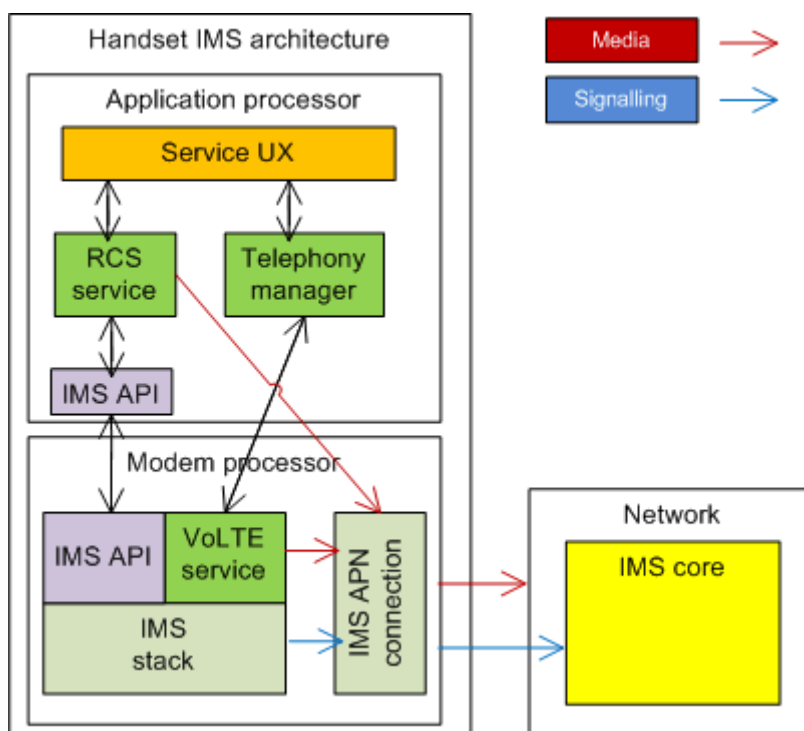 Handset IMS architecture
Media
Signalling
Application processor
Service UX
RCS
service
Telephony
manager
IMS API
Modem processor
IMS API
VoLTE
service
IMS
stack
IMS APN
connection
Network
IMS core